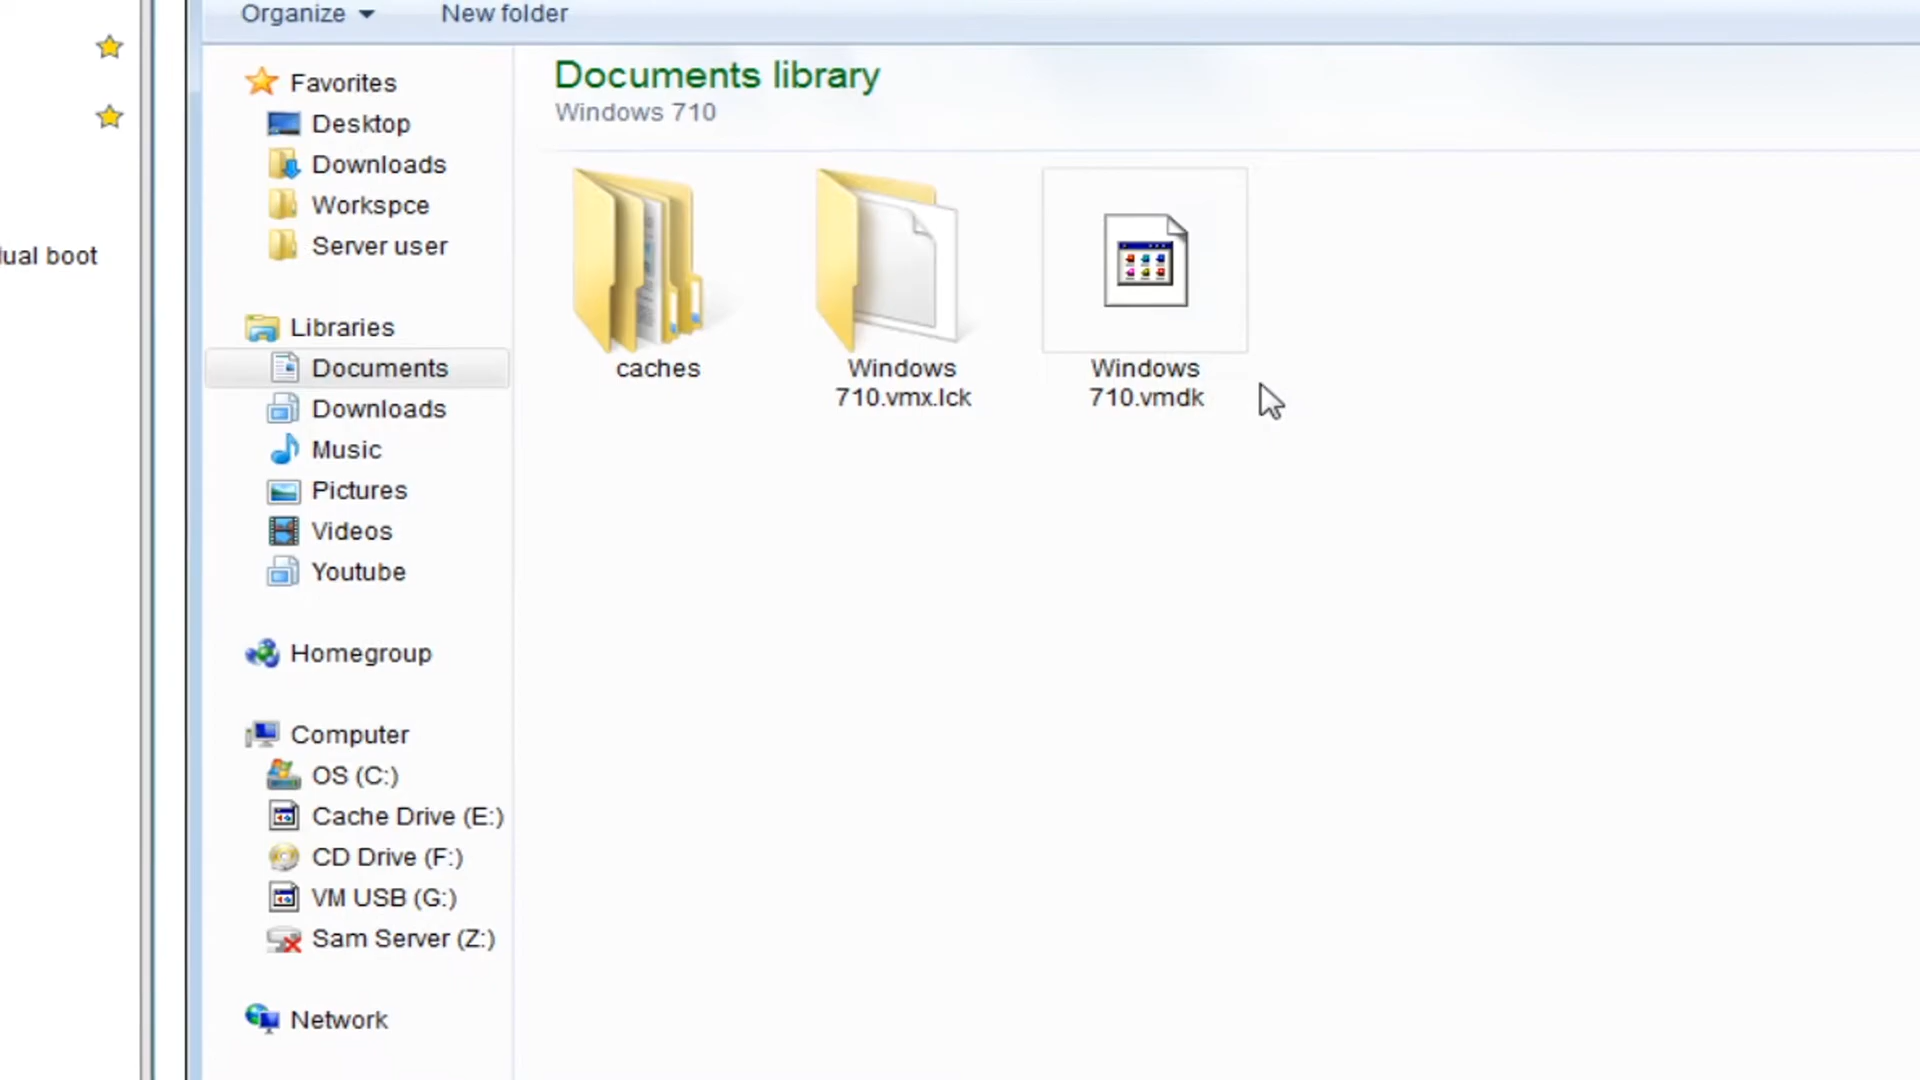 Organize
New folder
ual boot
Favorites
Desktop
Downloads
Workspce
Server user
Libraries
Documents
Downloads
Music
Pictures
Videos
Youtube
Homegroup
Computer
OS (C:)
Cache Drive (E:)
CD Drive (F:)
VM USB (G:)
Sam Server (Z:)
Network
Documents library
Windows 710
caches
Windows
710.vmx.lck
Windows
710.vmdk